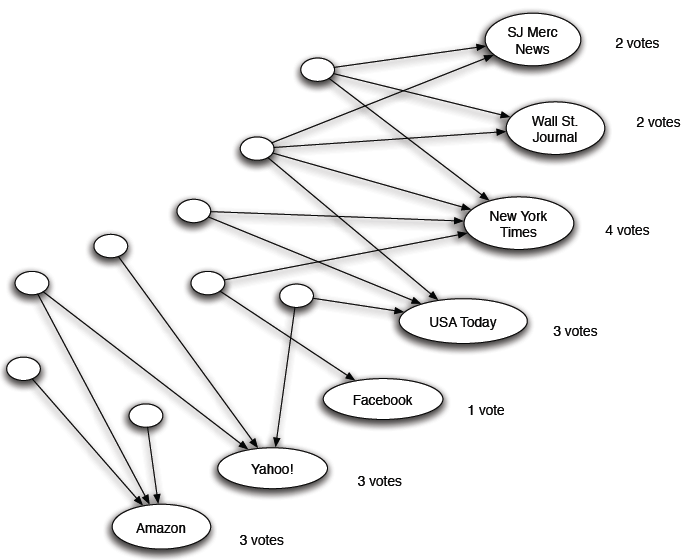 SJ Merc
News
2 votes
Wall St.
Journal
2 votes
New York
Times
4 votes
USA Today
3 votes
Facebook
1 vote
Yahoo!
3 votes
Amazon
3 votes